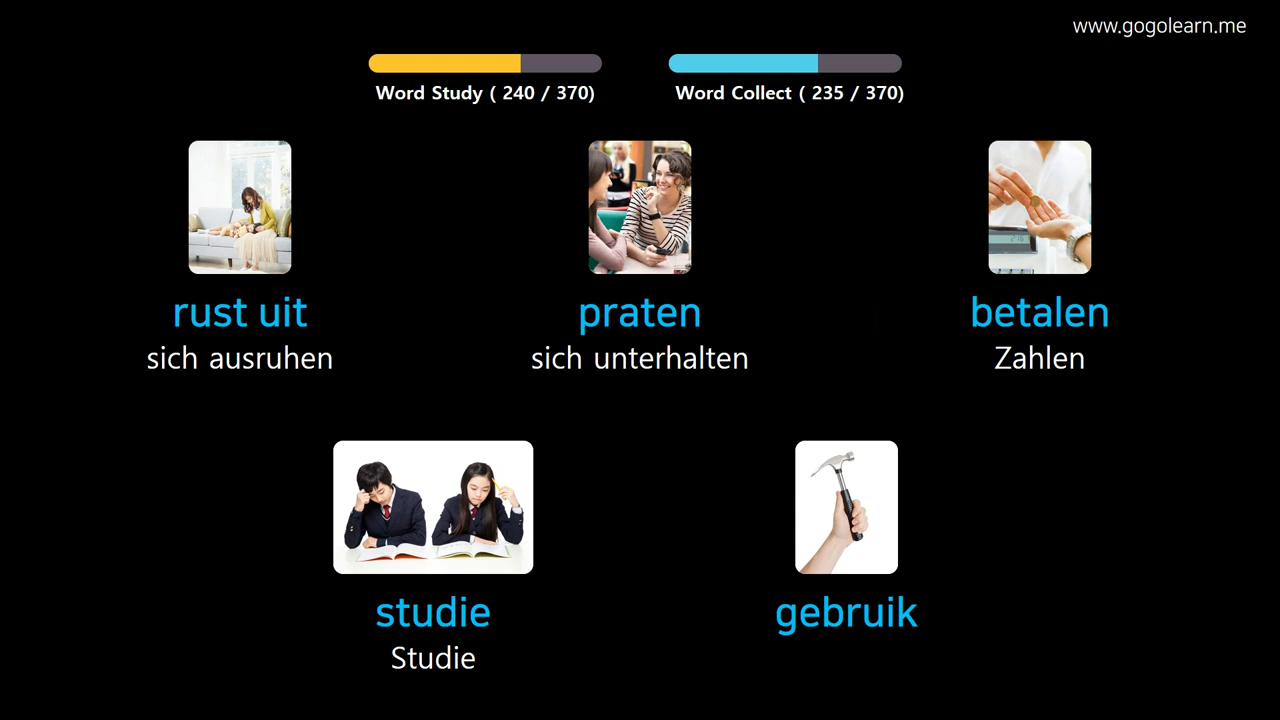 www.gogolearn.me
Word Study ( 240 / 370)
Word Collect ( 235 / 370)
rust uit
sich ausruhen
praten
sich unterhalten
betalen
Zahlen
studie
Studie
gebruik